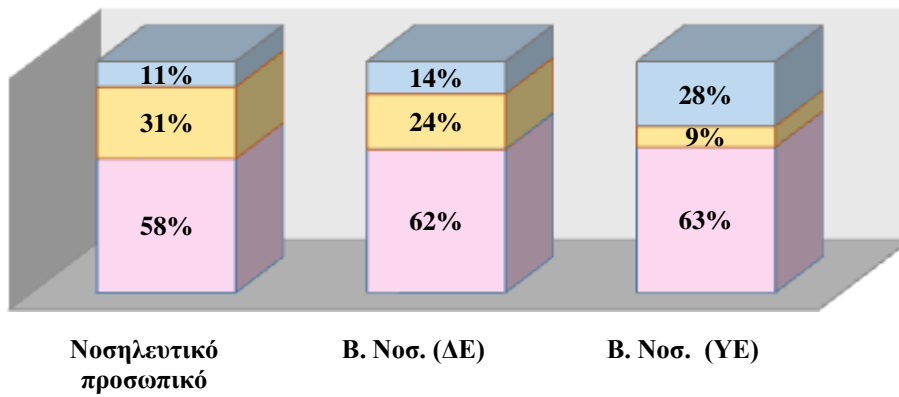 11%
14%
28%
31%
24%
9%
58%
62%
63%
Νοσηλευτικό
προσωπικό
Β. Νοσ. (ΔΕ)
Β. Νοσ. (ΥΕ)